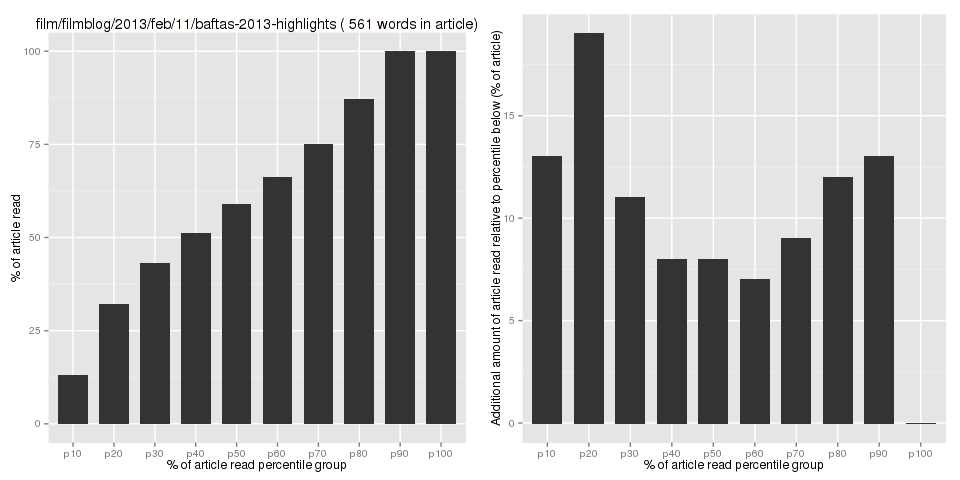 film/filmblog/2013/feb/11/baftas-2013-highlights ( 561 words in article)
% of article read
100
75
50
25
0
p10 p20 p30 p40 p50 p60 p70 p80 p90 p100
% of article read percentile group
Additional amount of article read relative to percentile below (% of article)
15
10
5
0
p10 p20 p30 p40 p50 p60 p70 p80 p90 p100
% of article read percentile group